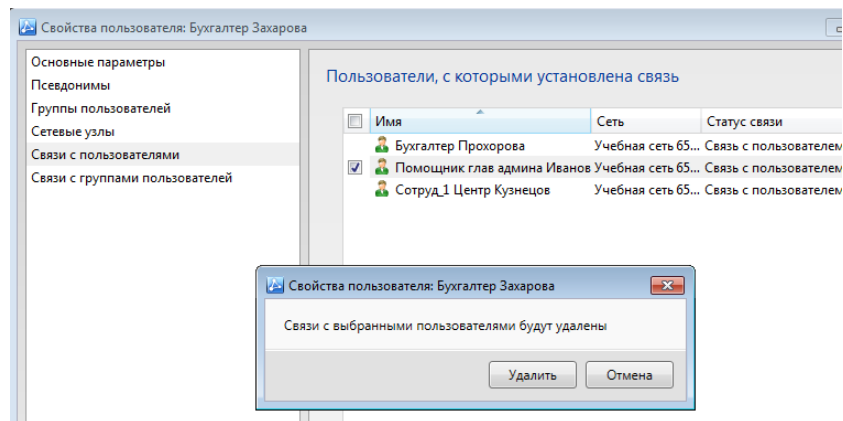 Свойства пользователя: Бухгалтер Захарова
Основные параметры
Псевдонимы
Группы пользователей
Сетевые узлы
Связи с пользователями
Связи с группами пользователей
Пользователи, с которыми установлена связь
Имя Сеть Статус связи
Бухгалтер Прохорова Учебная сеть 65... Связь с пользователем
Помощник глав админа Иванов Учебная сеть 65... Связь с пользователем
Сотруд_1 Центр Кузнецов Учебная сеть 65... Связь с пользователем
Свойства пользователя: Бухгалтер Захарова
Связи с выбранными пользователями будут удалены
Удалить Отмена